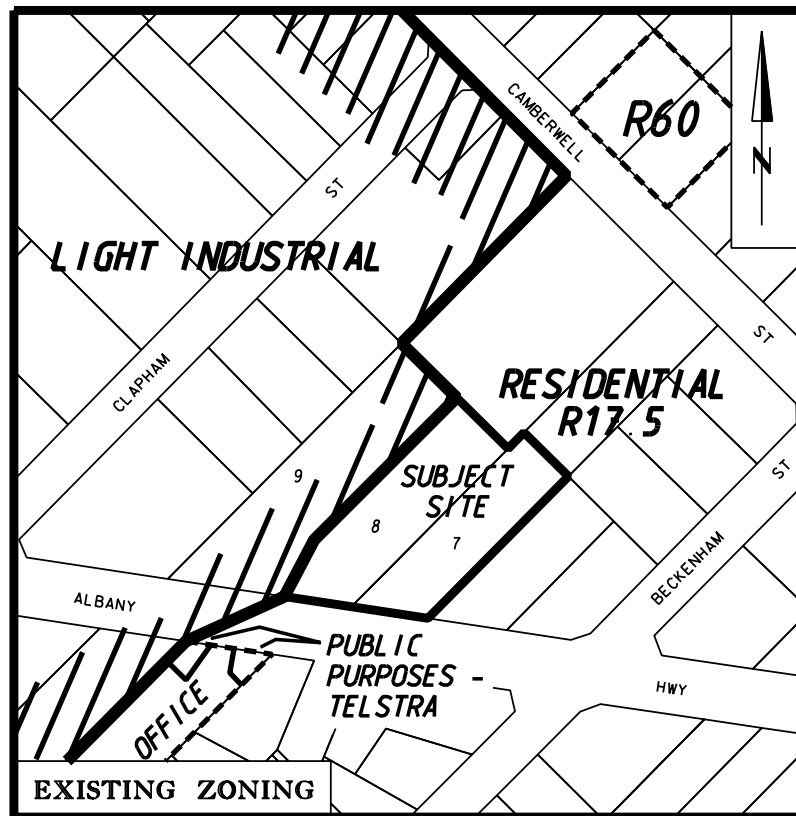 CAMBERWELL
R60
N
ST
LIGHT INDUSTRIAL
ST
CLAPHAM
RESIDENTIAL
R17.5
9
SUBJECT
SITE
ST
8
7
BECKENHAM
ALBANY
PUBLIC
PURPOSES -
TELSTRA
HWY
OFFICE
EXISTING ZONING